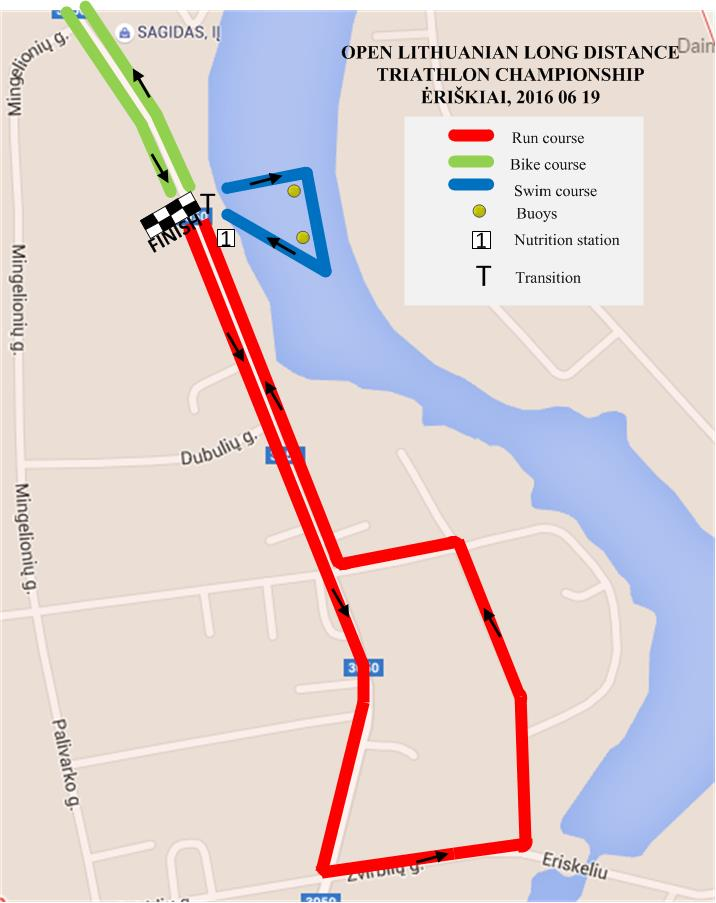 Mingelionių g.
SAGIDAS, IĮ
OPEN LITHUANIAN LONG DISTANCE
TRIATHLON CHAMPIONSHIP
ĖRIŠKIAI, 2016 06 19
Run course
Bike course
Swim course
Buoys
1 Nutrition station
T Transition
T
FINISH
1
Mingelionių g.
Dubulių g.
Mingelionių g.
Palivarko g.
Žvirblių g.
Eriskeliu
3050